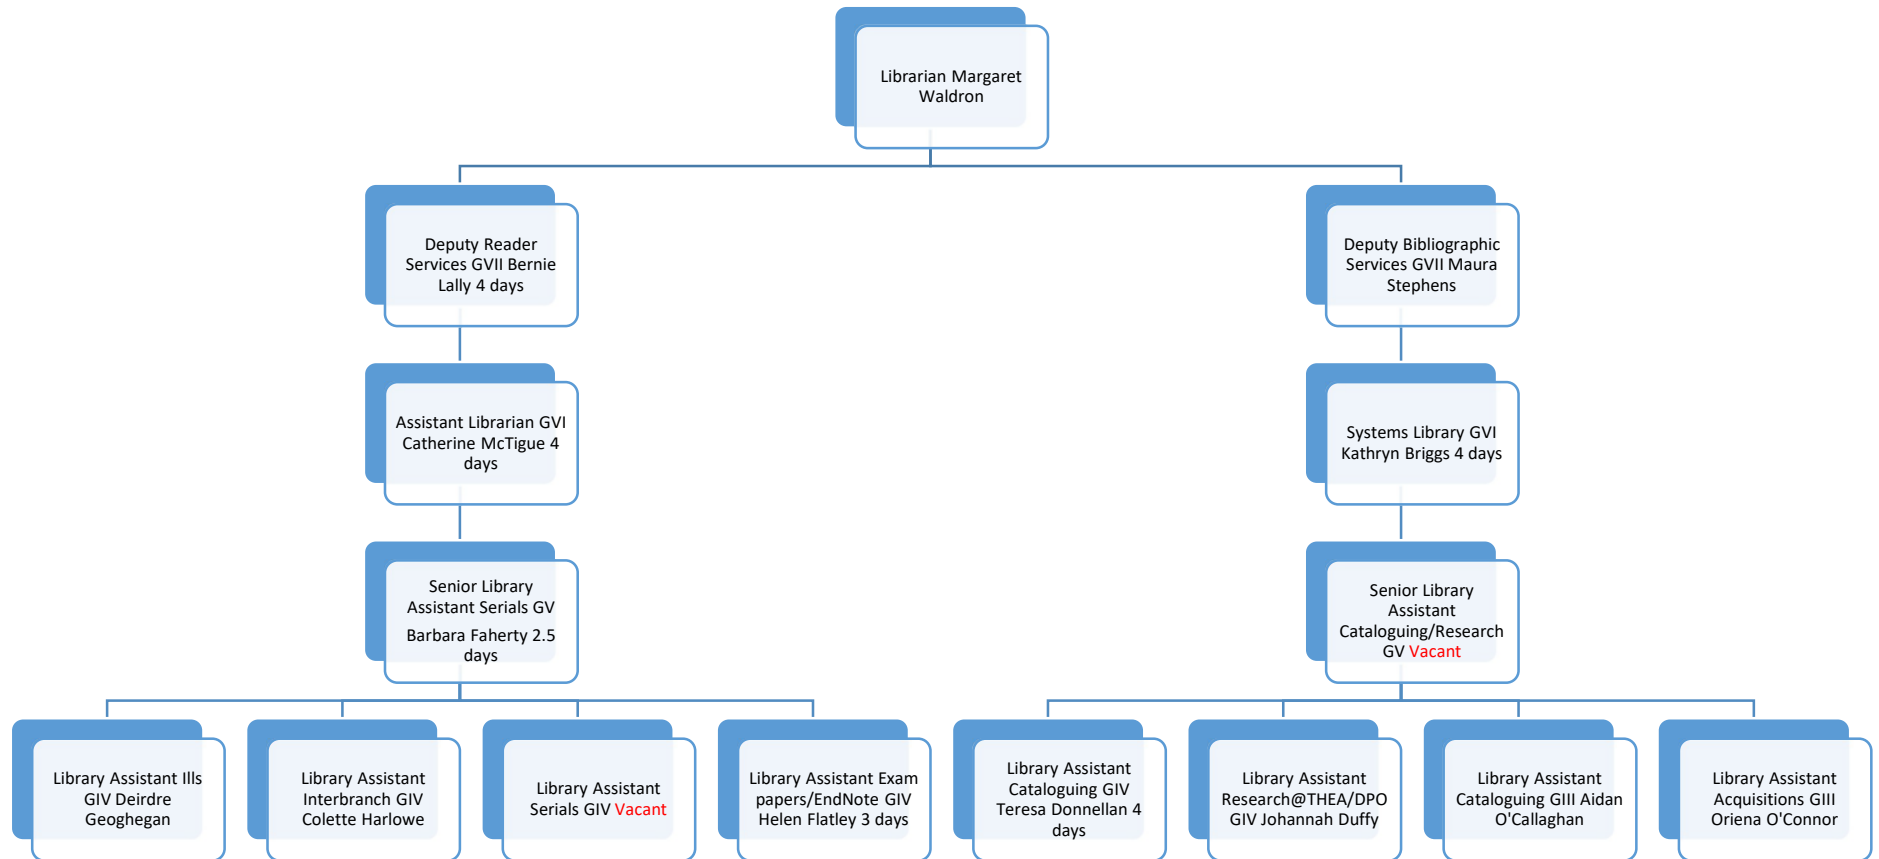 Librarian Margaret
Waldron
Deputy Reader
Services GVII Bernie
Lally 4 days
Deputy Bibliographic
Services GVII Maura
Stephens
Assistant Librarian GVI
Catherine McTigue 4
days
Systems Library GVI
Kathryn Briggs 4 days
Senior Library
Assistant Serials GV
Barbara Faherty 2.5
days
Senior Library
Assistant
Cataloguing/Research
GV Vacant
Library Assistant Ills
GIV Deirdre
Geoghegan
Library Assistant
Interbranch GIV
Colette Harlowe
Library Assistant
Serials GIV Vacant
Library Assistant Exam
papers/EndNote GIV
Helen Flatley 3 days
Library Assistant
Cataloguing GIV
Teresa Donnellan 4
days
Library Assistant
Research@THEA/DPO
GIV Johannah Duffy
Library Assistant
Cataloguing GIII Aidan
O'Callaghan
Library Assistant
Acquisitions GIII
Oriena O'Connor